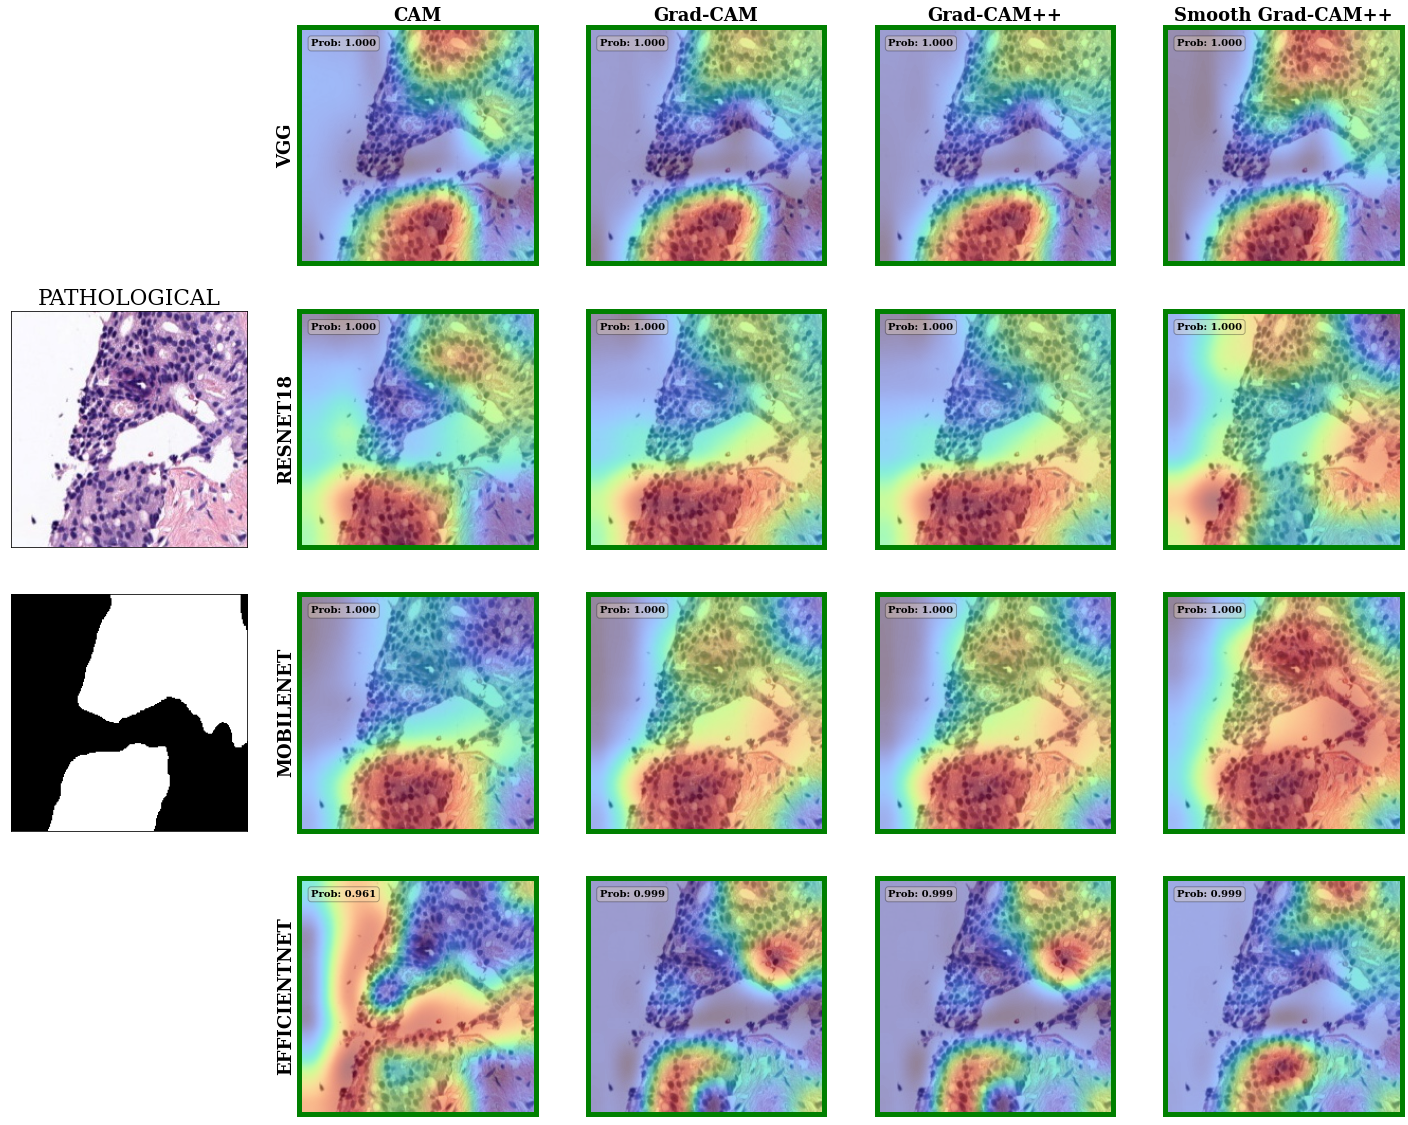 CAM Grad-CAM Grad-CAM++ Smooth Grad-CAM++
VGG
Prob: 1.000 Prob: 1.000 Prob: 1.000 Prob: 1.000
PATHOLOGICAL
RESNET18
Prob: 1.000 Prob: 1.000 Prob: 1.000 Prob: 1.000
MOBILENET
Prob: 1.000 Prob: 1.000 Prob: 1.000 Prob: 1.000
EFFICIENTNET
Prob: 0.961 Prob: 0.999 Prob: 0.999 Prob: 0.999